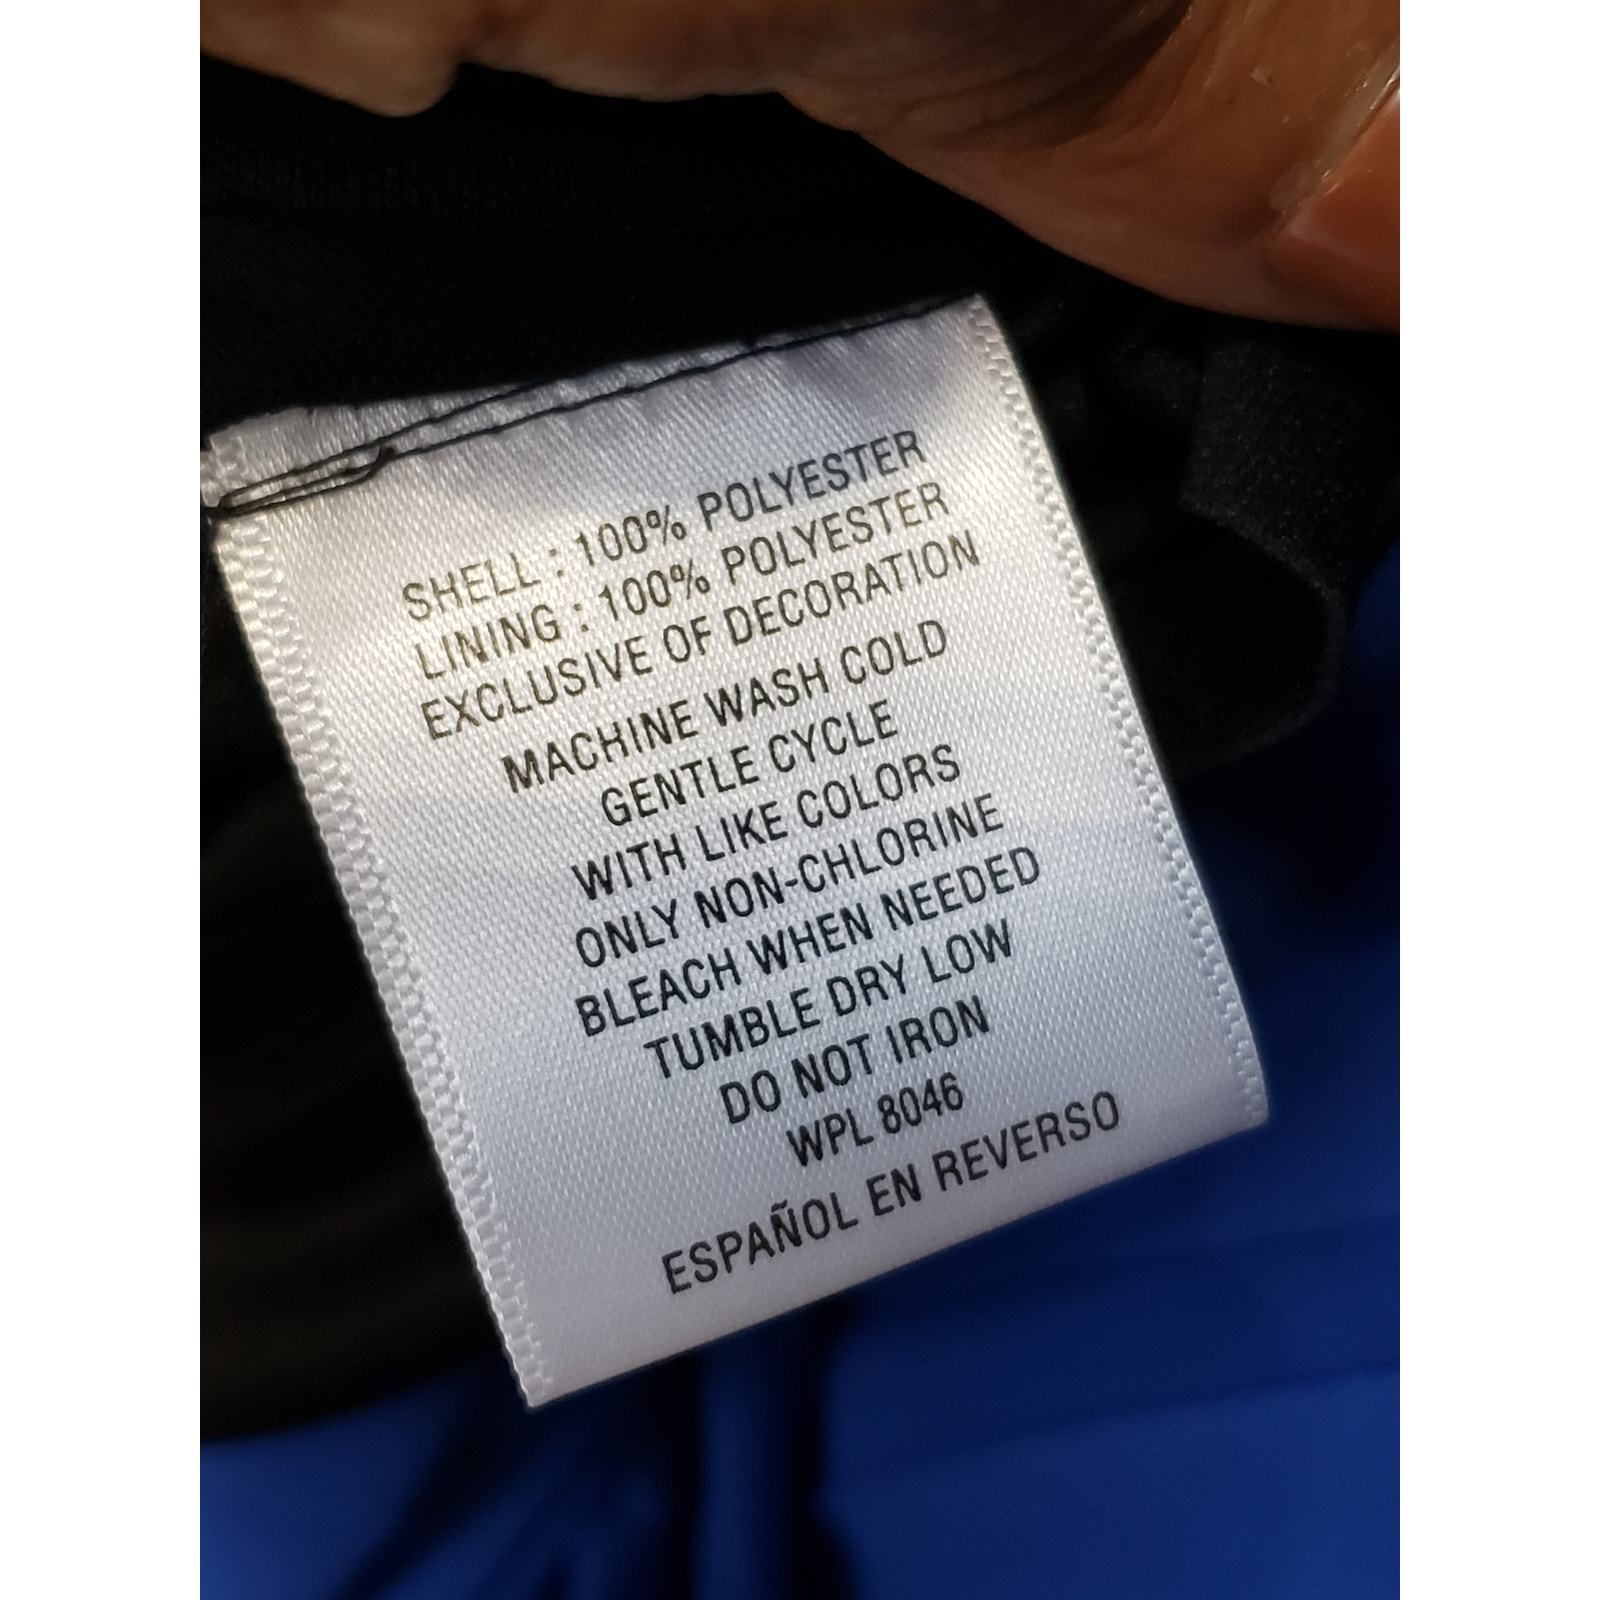 SHELL : 100% POLYESTER
LINING : 100% POLYESTER
EXCLUSIVE OF DECORATION
MACHINE WASH COLD
GENTLE CYCLE
WITH LIKE COLORS
ONLY NON-CHLORINE
BLEACH WHEN NEEDED
TUMBLE DRY LOW
DO NOT IRON
WPL 8046
ESPAÑOL EN REVERSO